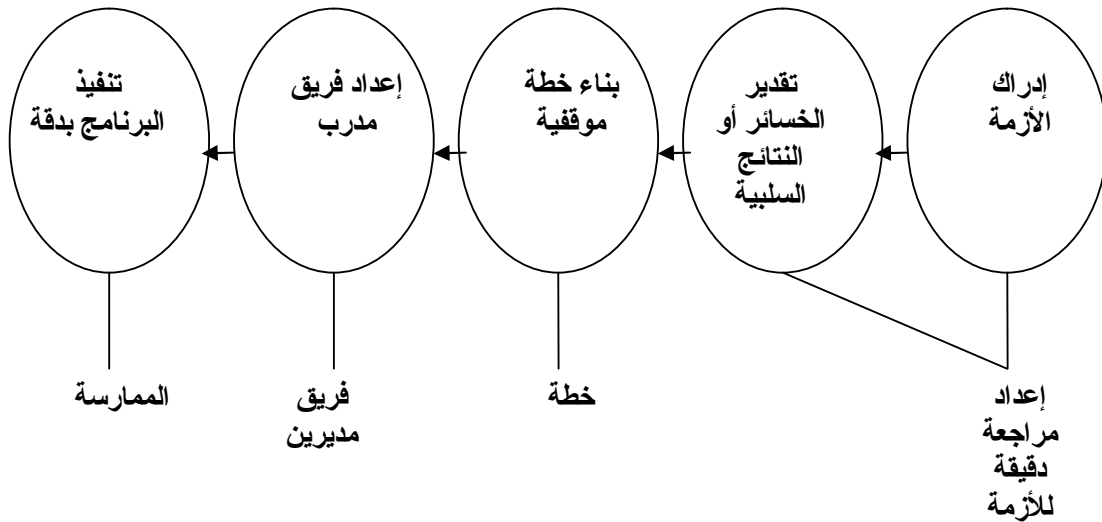 إدراك
الأزمة
تقدير
الخسائر أو
النتائج
السلبية
بناء خطة
موقفية
إعداد فريق
مدرب
تنفيذ
البرنامج بدقة
إعداد
مراجعة
دقيقة
للأزمة
خطة
فريق
مديرين
الممارسة